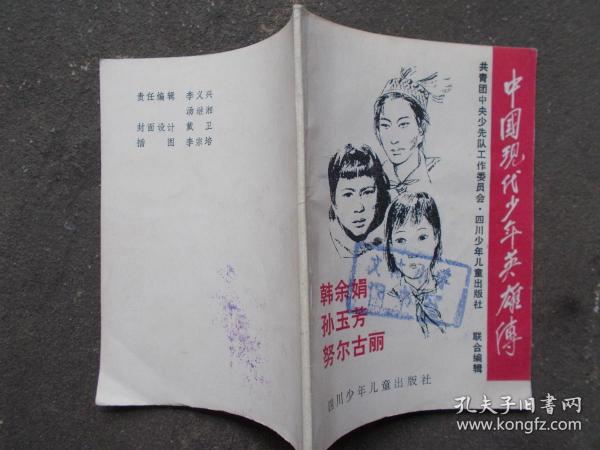 责任编辑 李义兴
汤继湘
封面设计 戴卫
插图 李宗培
中国现代少年英雄传
共青团中央少先队工作委员会·四川少年儿童出版社 联合编辑
韩余娟
孙玉芳
努尔古丽
四川少年儿童出版社
孔夫子旧书网
www.kongfz.com